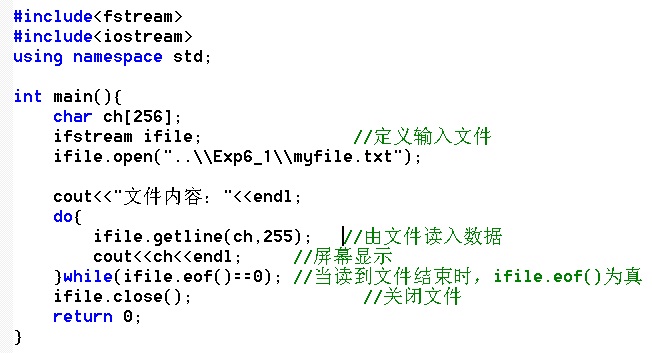 #include<fstream>
#include<iostream>
using namespace std;
int main(){
char ch[256];
ifstream ifile; //定义输入文件
ifile.open("..\\Exp6_1\\myfile.txt");
cout<<"文件内容："<<endl;
do{
ifile.getline(ch,255); //由文件读入数据
cout<<ch<<endl; //屏幕显示
}while(ifile.eof()==0); //当读到文件结束时，ifile.eof()为真
ifile.close(); //关闭文件
return 0;
}